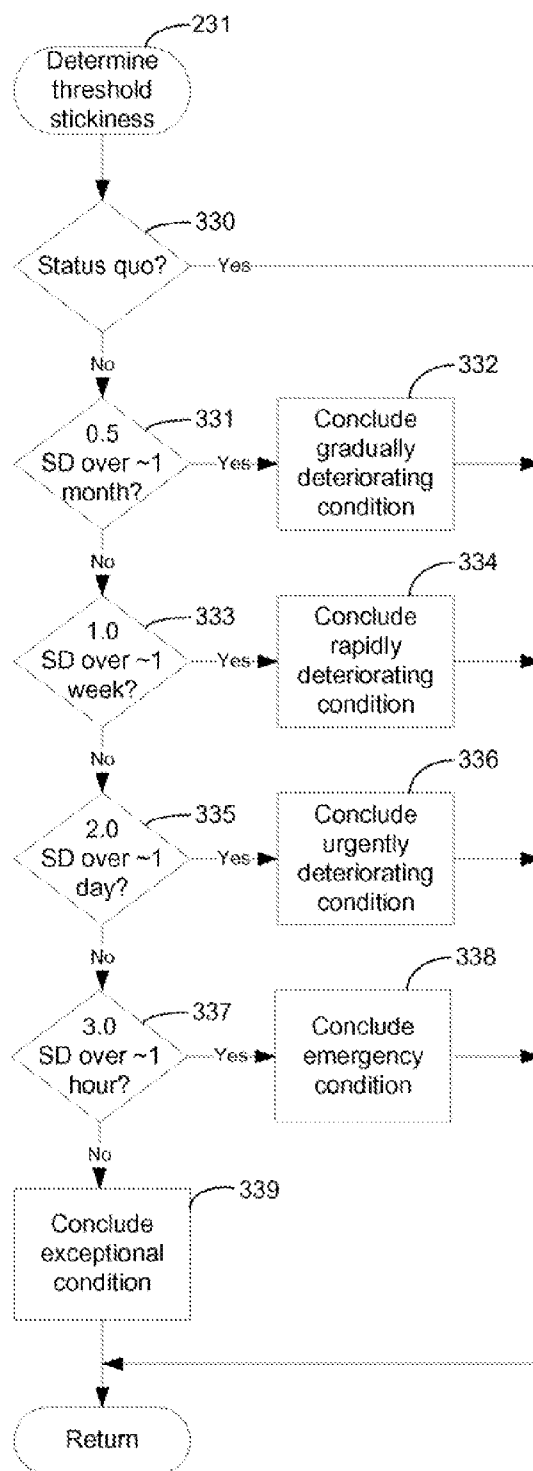 231
Determine
threshold
stickiness
330
Status quo?
Yes
No
331
0.5
SD over ~1
month?
Yes
332
Conclude
gradually
deteriorating
condition
No
333
1.0
SD over ~1
week?
Yes
334
Conclude
rapidly
deteriorating
condition
No
335
2.0
SD over ~1
day?
Yes
336
Conclude
urgently
deteriorating
condition
No
337
3.0
SD over ~1
hour?
Yes
338
Conclude
emergency
condition
No
339
Conclude
exceptional
condition
Return